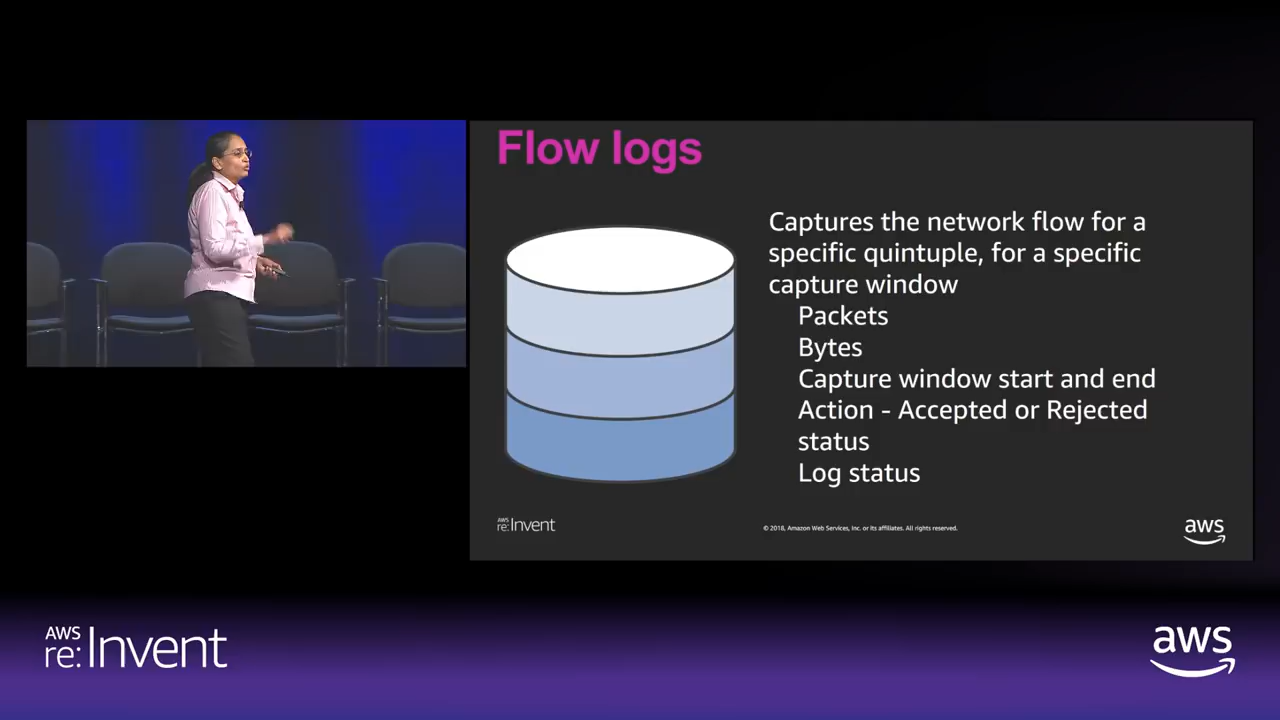 Flow logs
Captures the network flow for a
specific quintuple, for a specific
capture window
Packets
Bytes
Capture window start and end
Action - Accepted or Rejected
status
Log status
AWS
re:Invent
© 2018, Amazon Web Services, Inc. or its affiliates. All rights reserved.
aws
AWS
re:Invent
aws